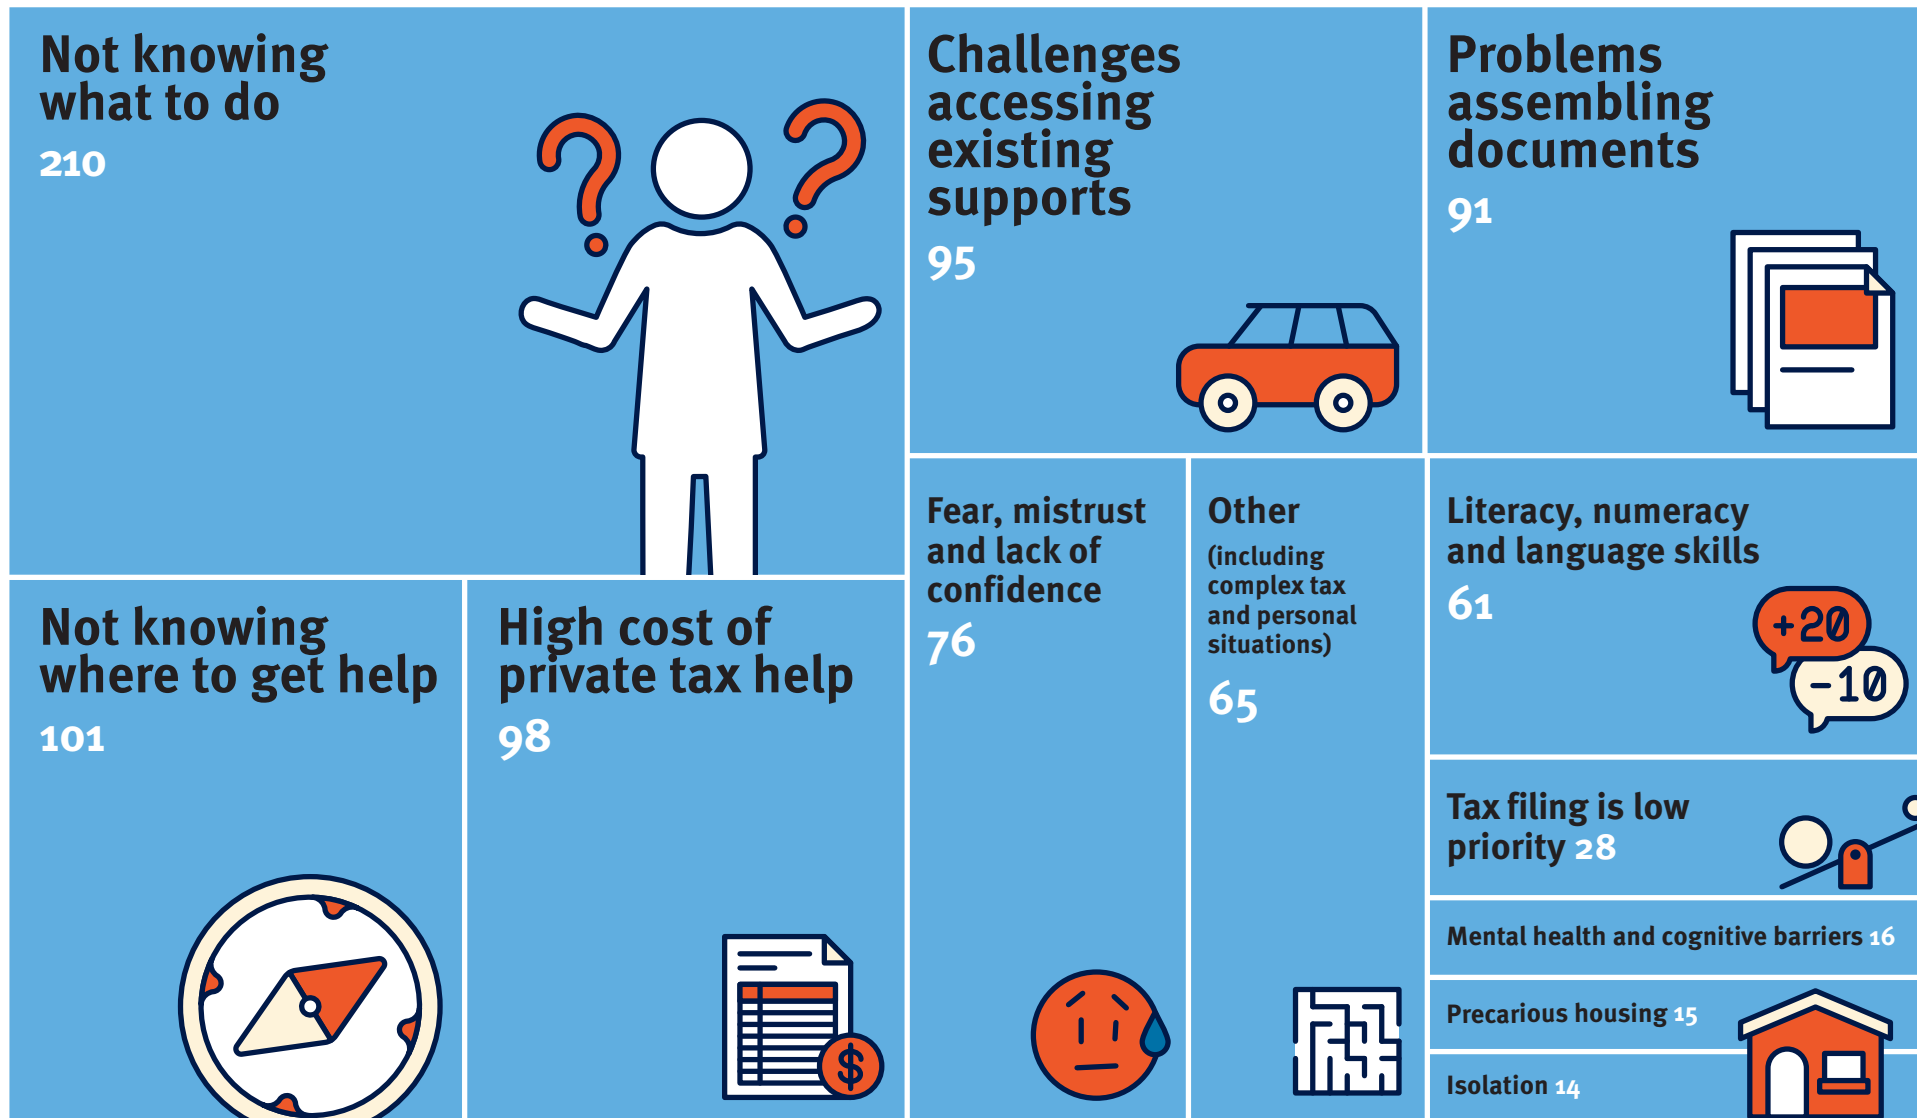 Not knowing
what to do
210
Challenges
accessing
existing
supports
95
Problems
assembling
documents
91
Not knowing
where to get help
101
High cost of
private tax help
98
$
Fear, mistrust
and lack of
confidence
76
Other
(including
complex tax
and personal
situations)
65
Literacy, numeracy
and language skills
61
+20
-10
Tax filing is low
priority 28
Mental health and cognitive barriers 16
Precarious housing 15
Isolation 14